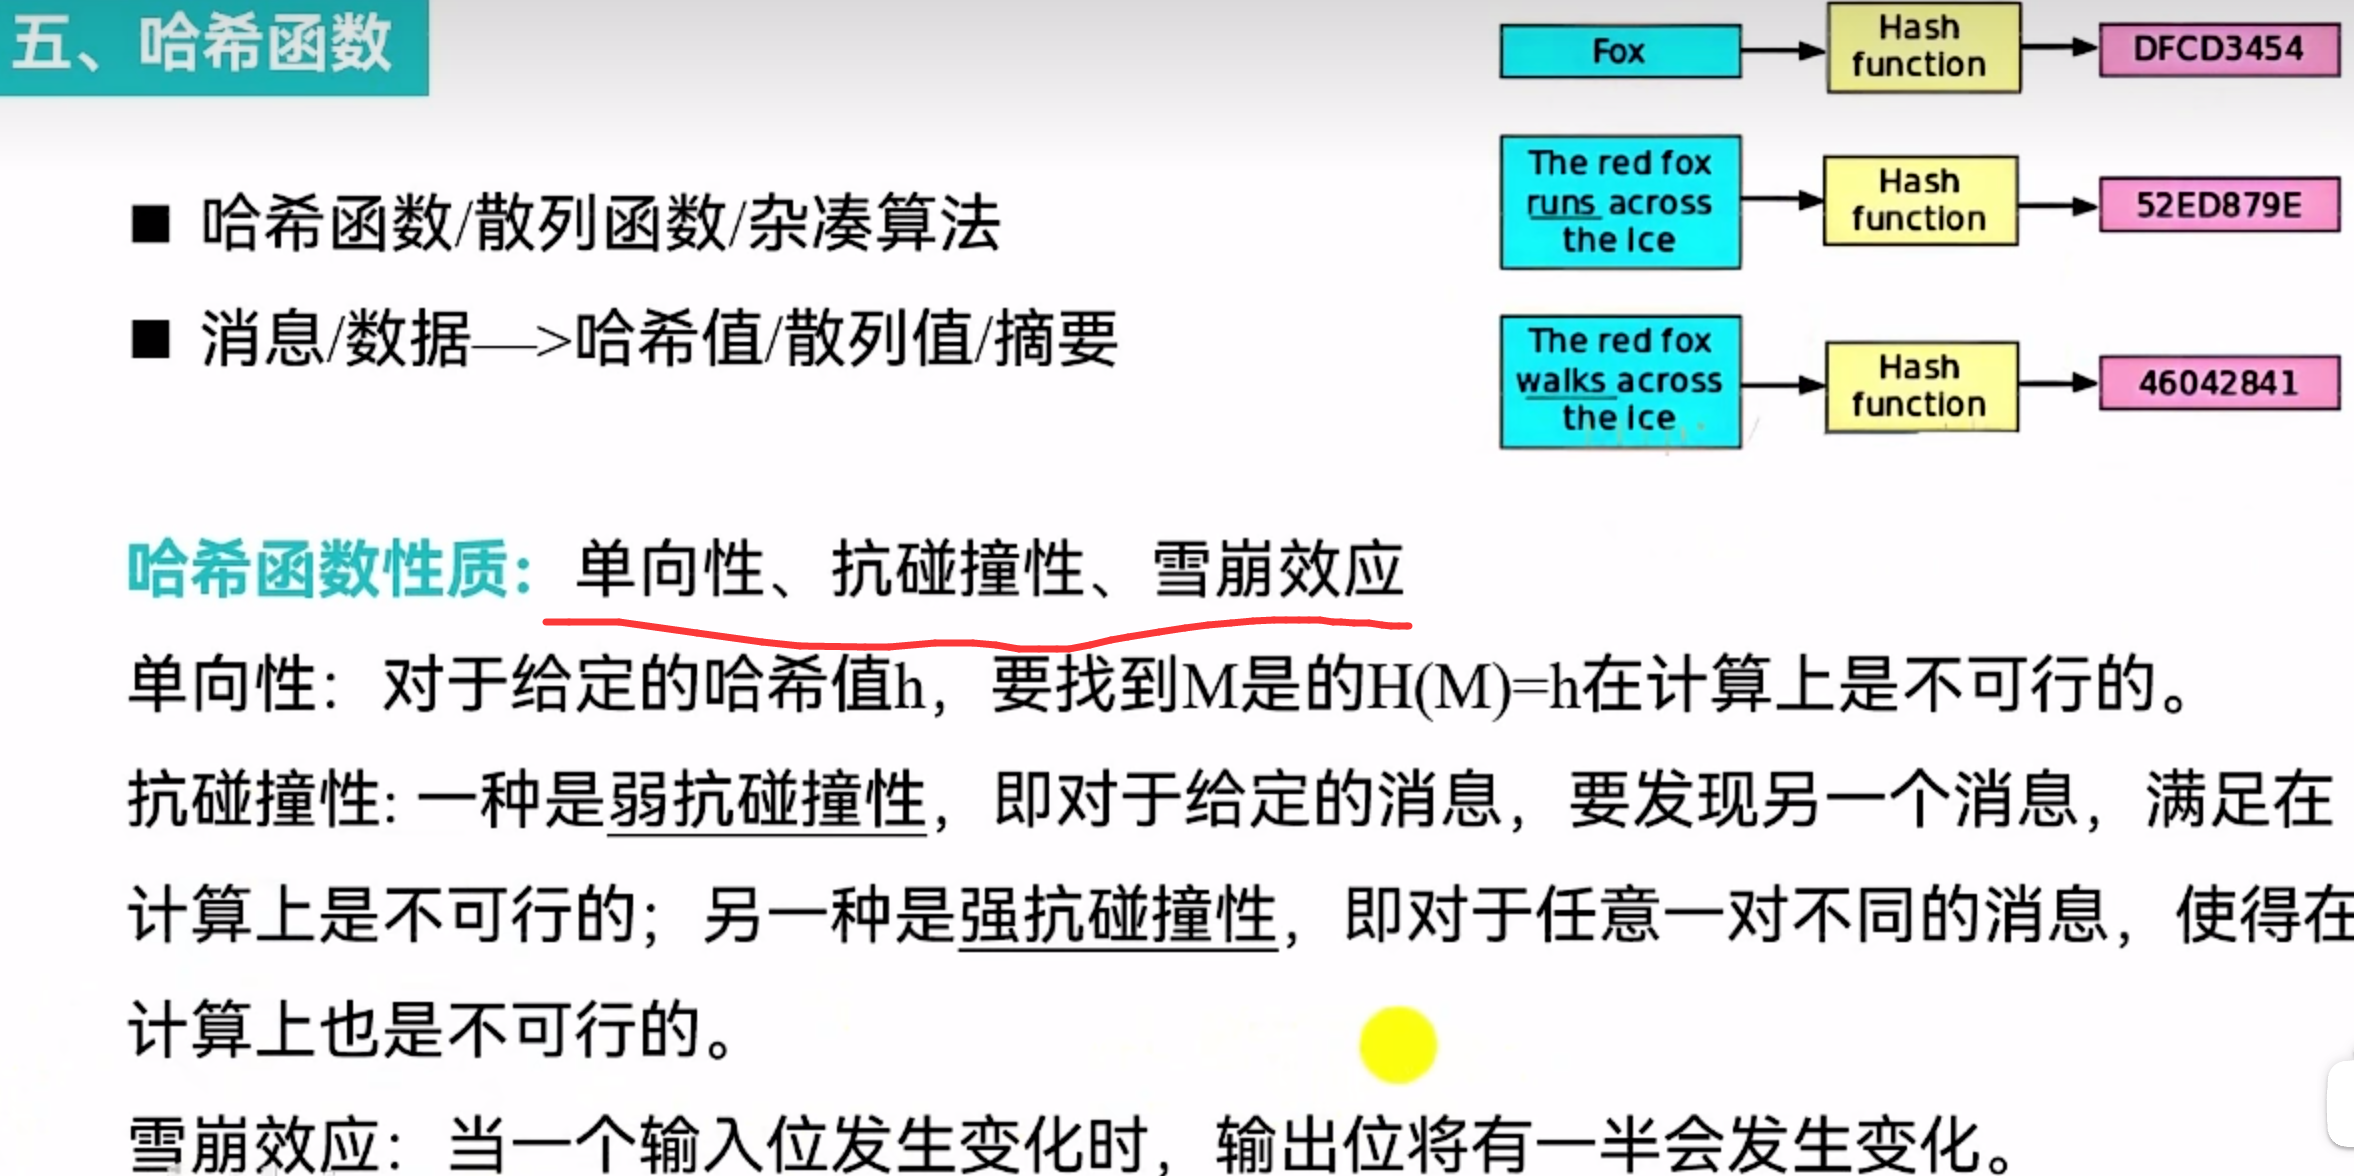 五、哈希函数
■ 哈希函数/散列函数/杂凑算法
■ 消息/数据—>哈希值/散列值/摘要
Fox
Hash
function
DFCD3454
The red fox
runs across
the ice
Hash
function
52ED879E
The red fox
walks across
the ice
Hash
function
46042841
哈希函数性质：单向性、抗碰撞性、雪崩效应
单向性：对于给定的哈希值h，要找到M是的H(M)=h在计算上是不可行的。
抗碰撞性: 一种是弱抗碰撞性，即对于给定的消息，要发现另一个消息，满足在
计算上是不可行的；另一种是强抗碰撞性，即对于任意一对不同的消息，使得在
计算上也是不可行的。
雪崩效应：当一个输入位发生变化时，输出位将有一半会发生变化。